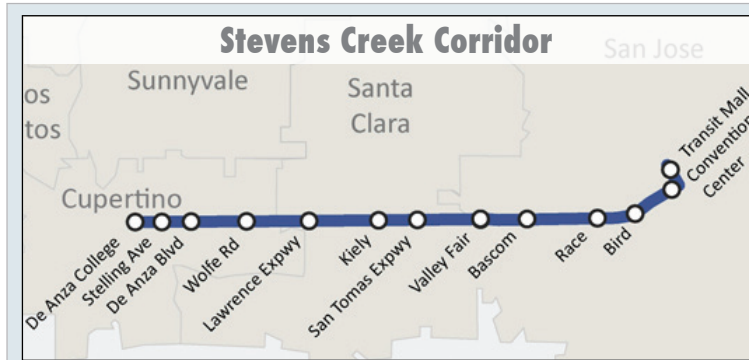 Stevens Creek Corridor
San Jose
Sunnyvale
Santa
Clara
os
tos
Cupertino
Transit Mall
Convention
Center
De Anza College
Stelling Ave
De Anza Blvd
Wolfe Rd
Lawrence Expwy
Kiely
San Tomas Expwy
Valley Fair
Bascom
Race
Bird